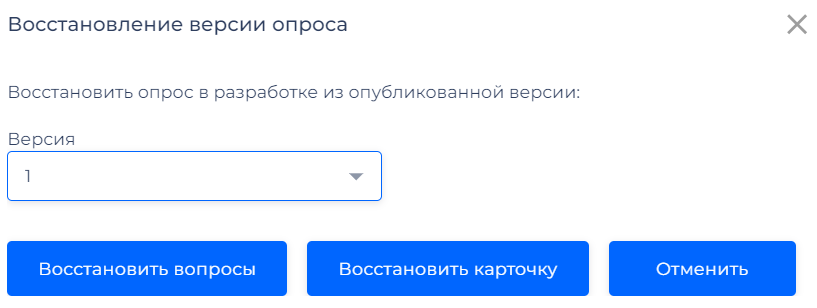 Восстановление версии опроса
Восстановить опрос в разработке из опубликованной версии:
Версия
1
Восстановить вопросы
Восстановить карточку
Отменить